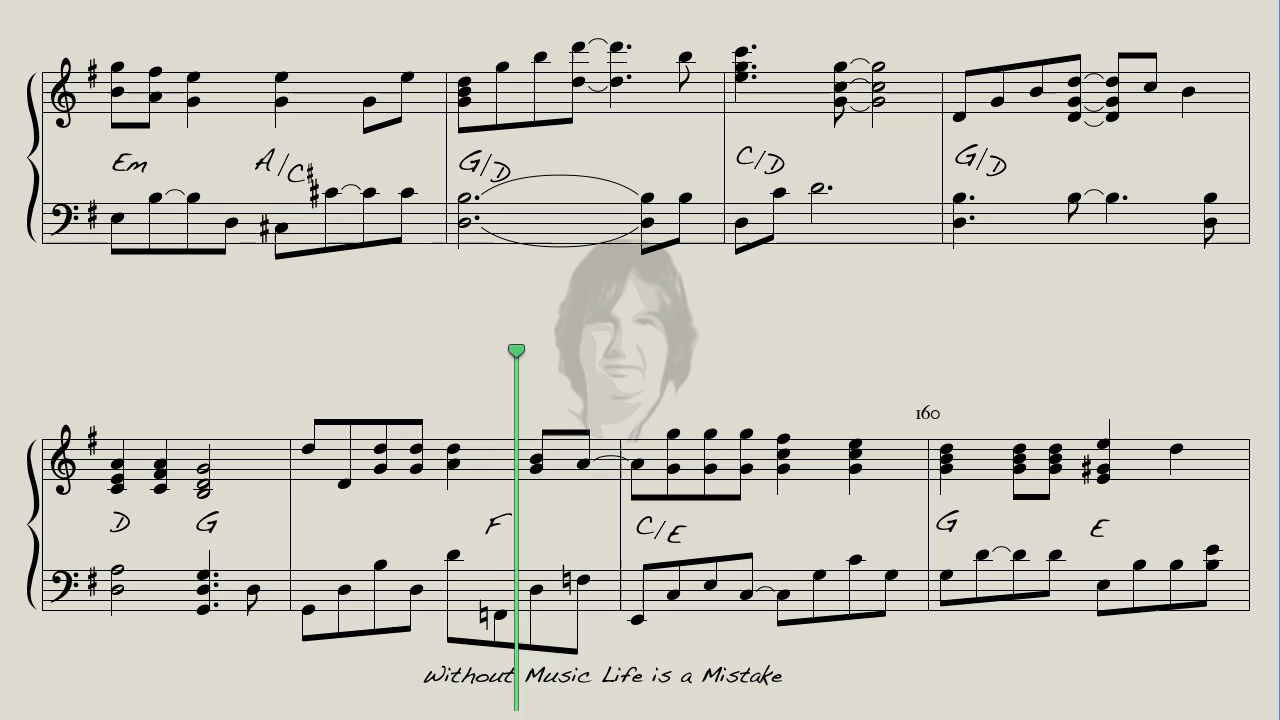 Em A/C# G/D C/D G/D
160
D G F C/E G E
Without Music Life is a Mistake